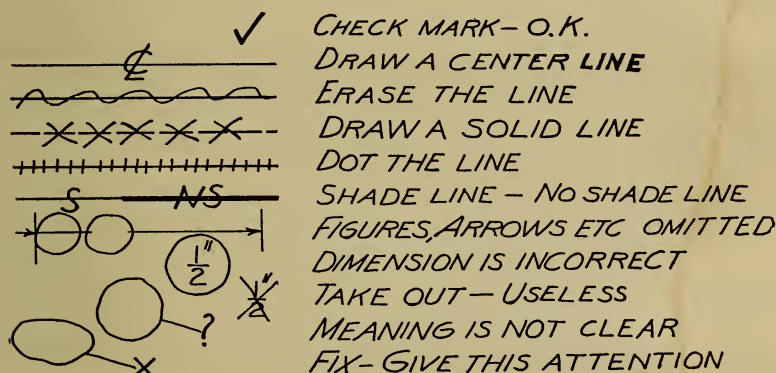 ✓ CHECK MARK – O.K.
℄ DRAW A CENTER LINE
ERASE THE LINE
DRAW A SOLID LINE
DOT THE LINE
S NS SHADE LINE – NO SHADE LINE
FIGURES, ARROWS ETC OMITTED
1/2" DIMENSION IS INCORRECT
1/2" TAKE OUT – USELESS
? MEANING IS NOT CLEAR
X FIX – GIVE THIS ATTENTION